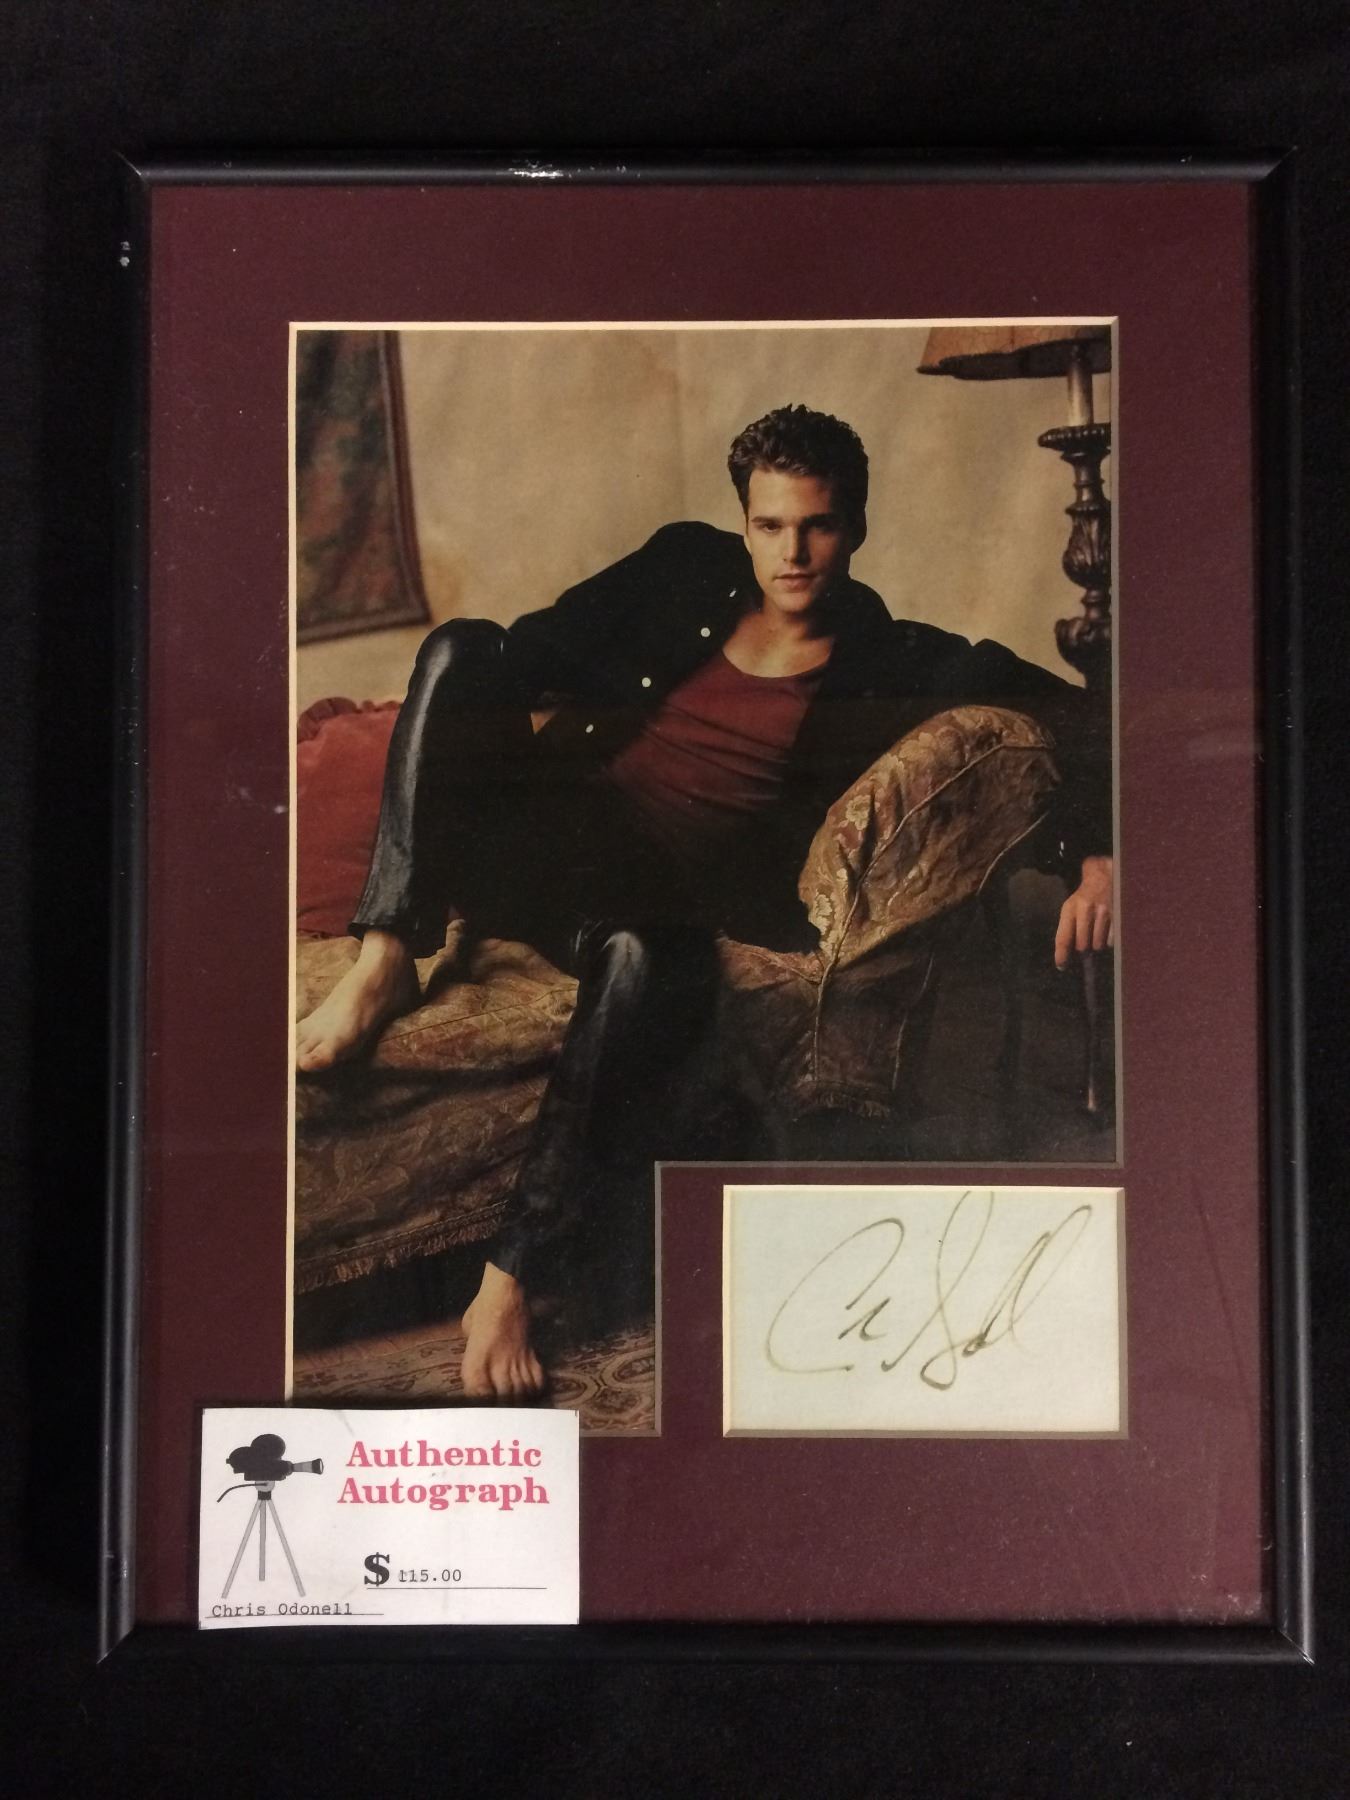 Authentic
Autograph
$ 115.00
Chris Odonell